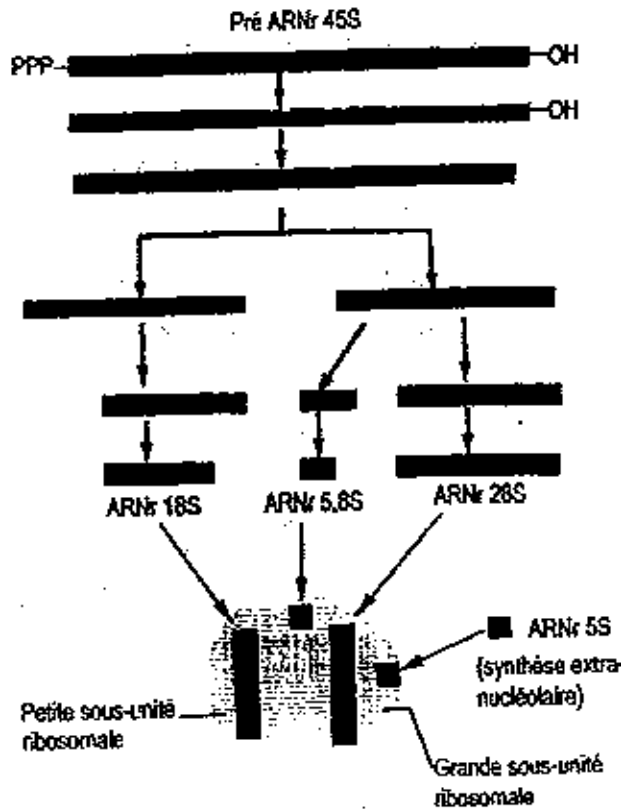 Pré ARNr 45S
PPP
OH
OH
ARNr 18S
ARNr 5,8S
ARNr 28S
ARNr 5S
(synthèse extra-
nucléolaire)
Petite sous-unité
ribosomale
Grande sous-unité
ribosomale